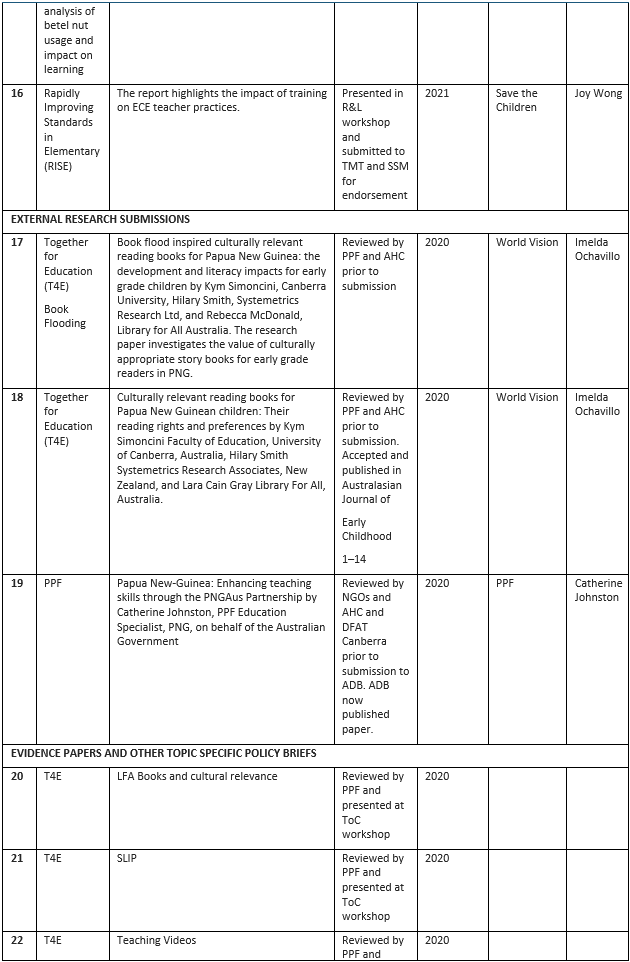 analysis of
betel nut
usage and
impact on
learning
16
Rapidly
Improving
Standards
in
Elementary
(RISE)
The report highlights the impact of training
on ECE teacher practices.
Presented in
R&L
workshop
and
submitted to
TMT and SSM
for
endorsement
2021
Save the
Children
Joy Wong
EXTERNAL RESEARCH SUBMISSIONS
17
Together
for
Education
(T4E)
Book
Flooding
Book flood inspired culturally relevant
reading books for Papua New Guinea: the
development and literacy impacts for early
grade children by Kym Simoncini, Canberra
University, Hilary Smith, Systemetrics
Research Ltd, and Rebecca McDonald,
Library for All Australia. The research
paper investigates the value of culturally
appropriate story books for early grade
readers in PNG.
Reviewed by
PPF and AHC
prior to
submission
2020
World Vision
Imelda
Ochavillo
18
Together
for
Education
(T4E)
Culturally relevant reading books for
Papua New Guinean children: Their
reading rights and preferences by Kym
Simoncini Faculty of Education, University
of Canberra, Australia, Hilary Smith
Systemetrics Research Associates, New
Zealand, and Lara Cain Gray Library For All,
Australia.
Reviewed by
PPF and AHC
prior to
submission.
Accepted and
published in
Australasian
Journal of
Early
Childhood
1–14
2020
World Vision
Imelda
Ochavillo
19
PPF
Papua New-Guinea: Enhancing teaching
skills through the PNGAus Partnership by
Catherine Johnston, PPF Education
Specialist, PNG, on behalf of the Australian
Government
Reviewed by
NGOs and
AHC and
DFAT
Canberra
prior to
submission to
ADB. ADB
now
published
paper.
2020
PPF
Catherine
Johnston
EVIDENCE PAPERS AND OTHER TOPIC SPECIFIC POLICY BRIEFS
20
T4E
LFA Books and cultural relevance
Reviewed by
PPF and
presented at
ToC
workshop
2020
21
T4E
SLIP
Reviewed by
PPF and
presented at
ToC
workshop
2020
22
T4E
Teaching Videos
Reviewed by
PPF and
2020